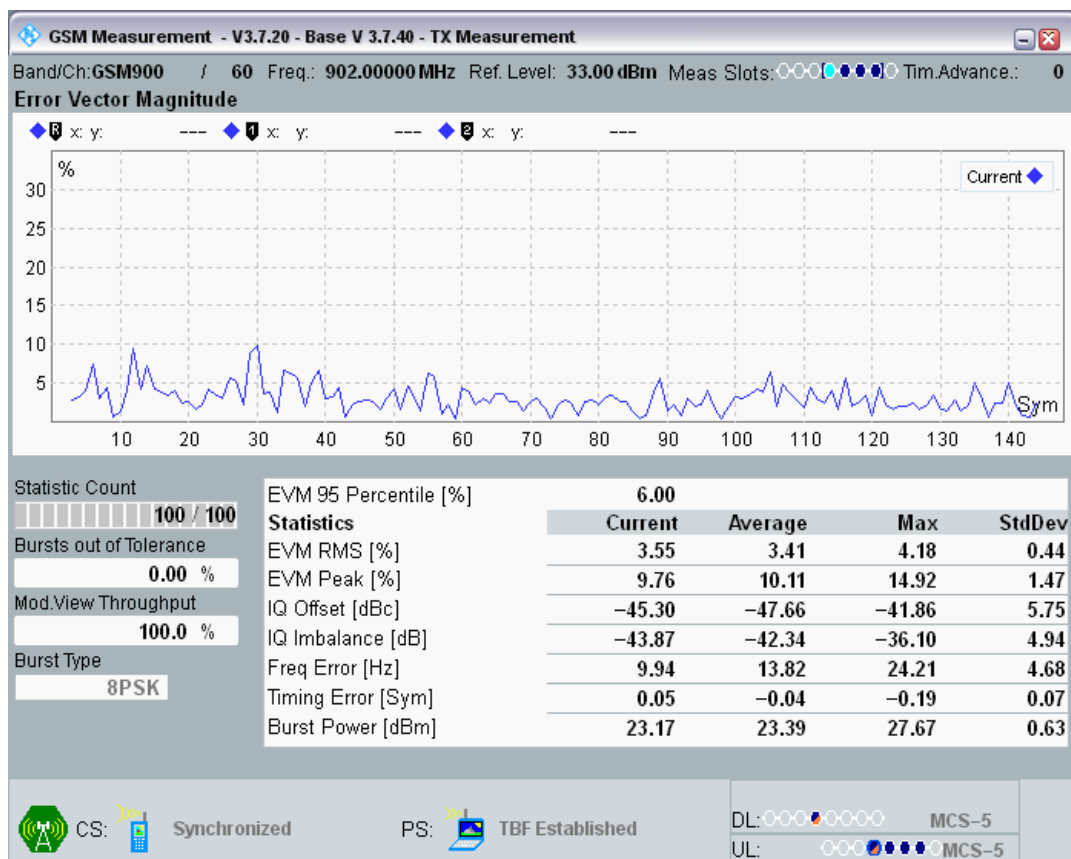 GSM Measurement - V3.7.20 - Base V 3.7.40 - TX Measurement
Band/Ch:GSM900 / 60 Freq.: 902.00000 MHz Ref. Level: 33.00 dBm Meas Slots: Tim.Advance.: 0
Error Vector Magnitude
R x: y: --- 1 x: y: --- 2 x: y: ---
%
Current
30
25
20
15
10
5
Sym
10 20 30 40 50 60 70 80 90 100 110 120 130 140
Statistic Count
100 / 100
Bursts out of Tolerance
0.00 %
Mod.View Throughput
100.0 %
Burst Type
8PSK
EVM 95 Percentile [%] 6.00
Statistics Current Average Max StdDev
EVM RMS [%] 3.55 3.41 4.18 0.44
EVM Peak [%] 9.76 10.11 14.92 1.47
IQ Offset [dBc] −45.30 −47.66 −41.86 5.75
IQ Imbalance [dB] −43.87 −42.34 −36.10 4.94
Freq Error [Hz] 9.94 13.82 24.21 4.68
Timing Error [Sym] 0.05 −0.04 −0.19 0.07
Burst Power [dBm] 23.17 23.39 27.67 0.63
CS: Synchronized PS: TBF Established
DL: MCS−5
UL: MCS−5